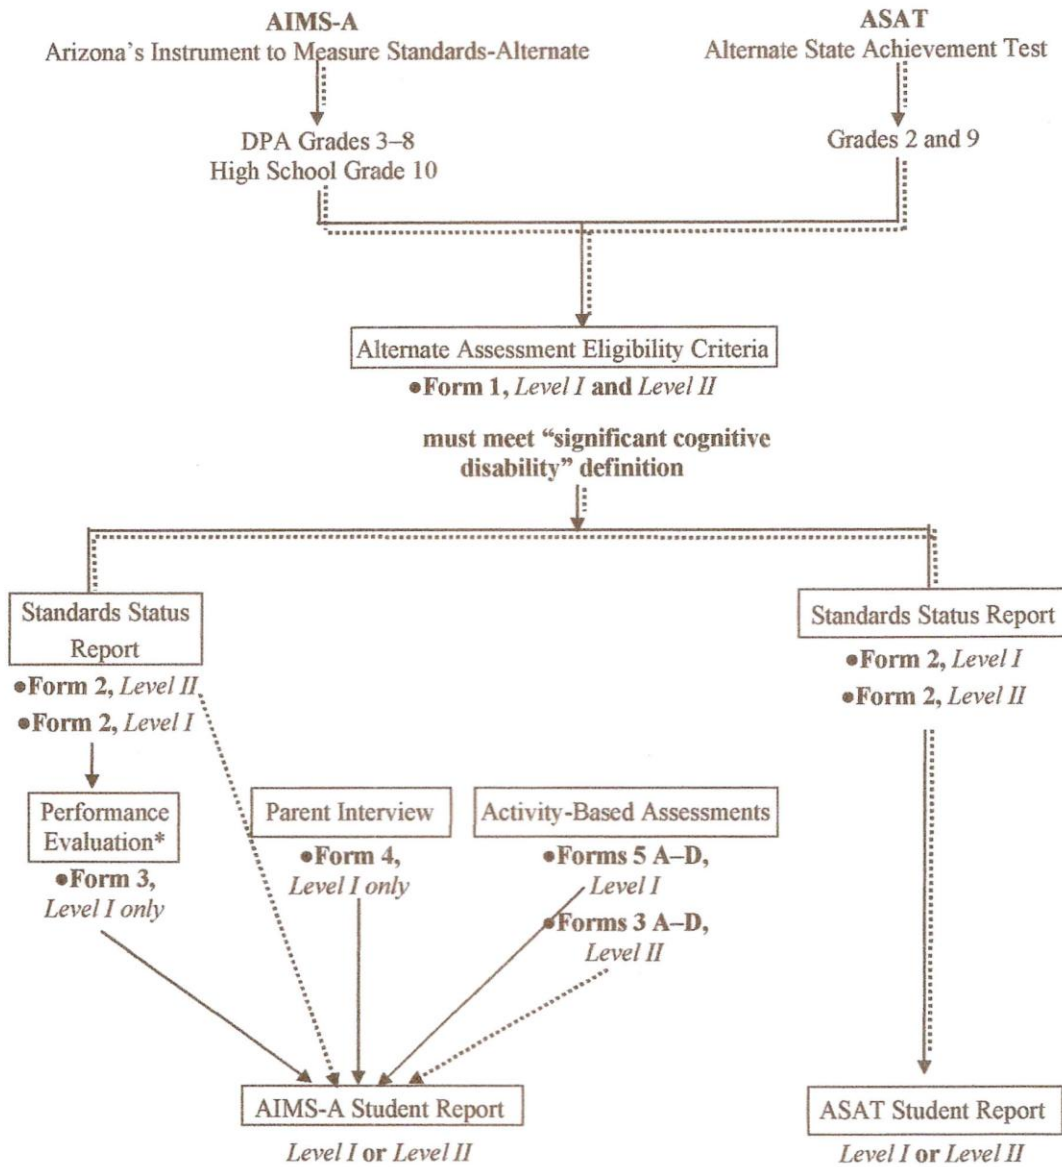 AIMS-A
Arizona's Instrument to Measure Standards-Alternate
ASAT
Alternate State Achievement Test
DPA Grades 3–8
High School Grade 10
Grades 2 and 9
Alternate Assessment Eligibility Criteria
●Form 1, Level I and Level II
must meet “significant cognitive
disability” definition
Standards Status
Report
●Form 2, Level II
●Form 2, Level I
Standards Status Report
●Form 2, Level I
●Form 2, Level II
Performance
Evaluation*
●Form 3,
Level I only
Parent Interview
●Form 4,
Level I only
Activity-Based Assessments
●Forms 5 A–D,
Level I
●Forms 3 A–D,
Level II
AIMS-A Student Report
Level I or Level II
ASAT Student Report
Level I or Level II